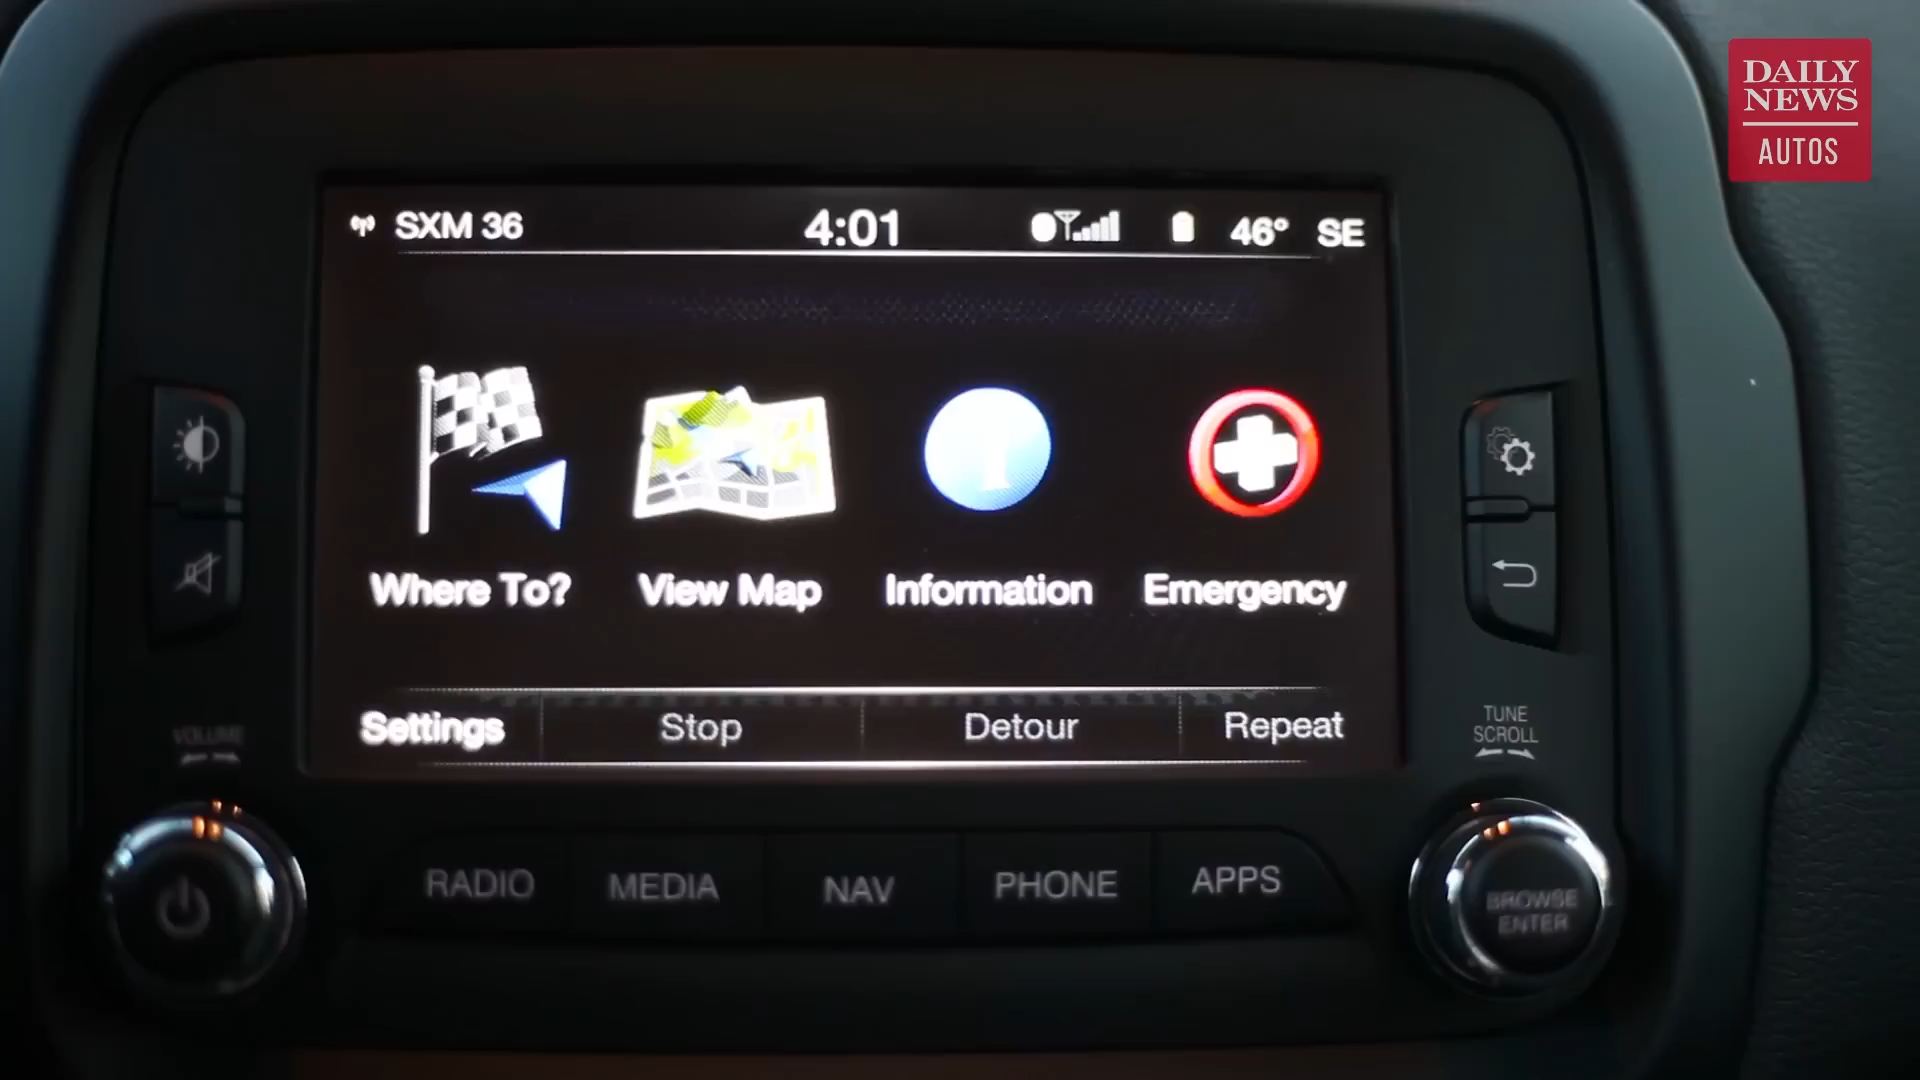 DAILY
NEWS
AUTOS
SXM 36
4:01
46° SE
Where To?
View Map
Information
Emergency
Settings
Stop
Detour
Repeat
VOLUME
TUNE
SCROLL
RADIO
MEDIA
NAV
PHONE
APPS
BROWSE
ENTER